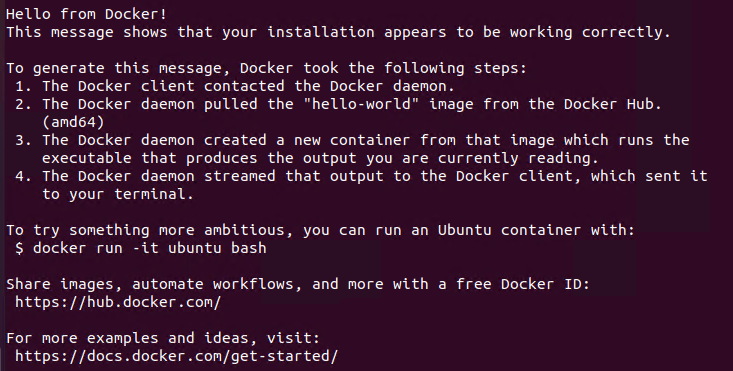 Hello from Docker!
This message shows that your installation appears to be working correctly.
To generate this message, Docker took the following steps:
1. The Docker client contacted the Docker daemon.
2. The Docker daemon pulled the "hello-world" image from the Docker Hub.
(amd64)
3. The Docker daemon created a new container from that image which runs the
executable that produces the output you are currently reading.
4. The Docker daemon streamed that output to the Docker client, which sent it
to your terminal.
To try something more ambitious, you can run an Ubuntu container with:
$ docker run -it ubuntu bash
Share images, automate workflows, and more with a free Docker ID:
https://hub.docker.com/
For more examples and ideas, visit:
https://docs.docker.com/get-started/